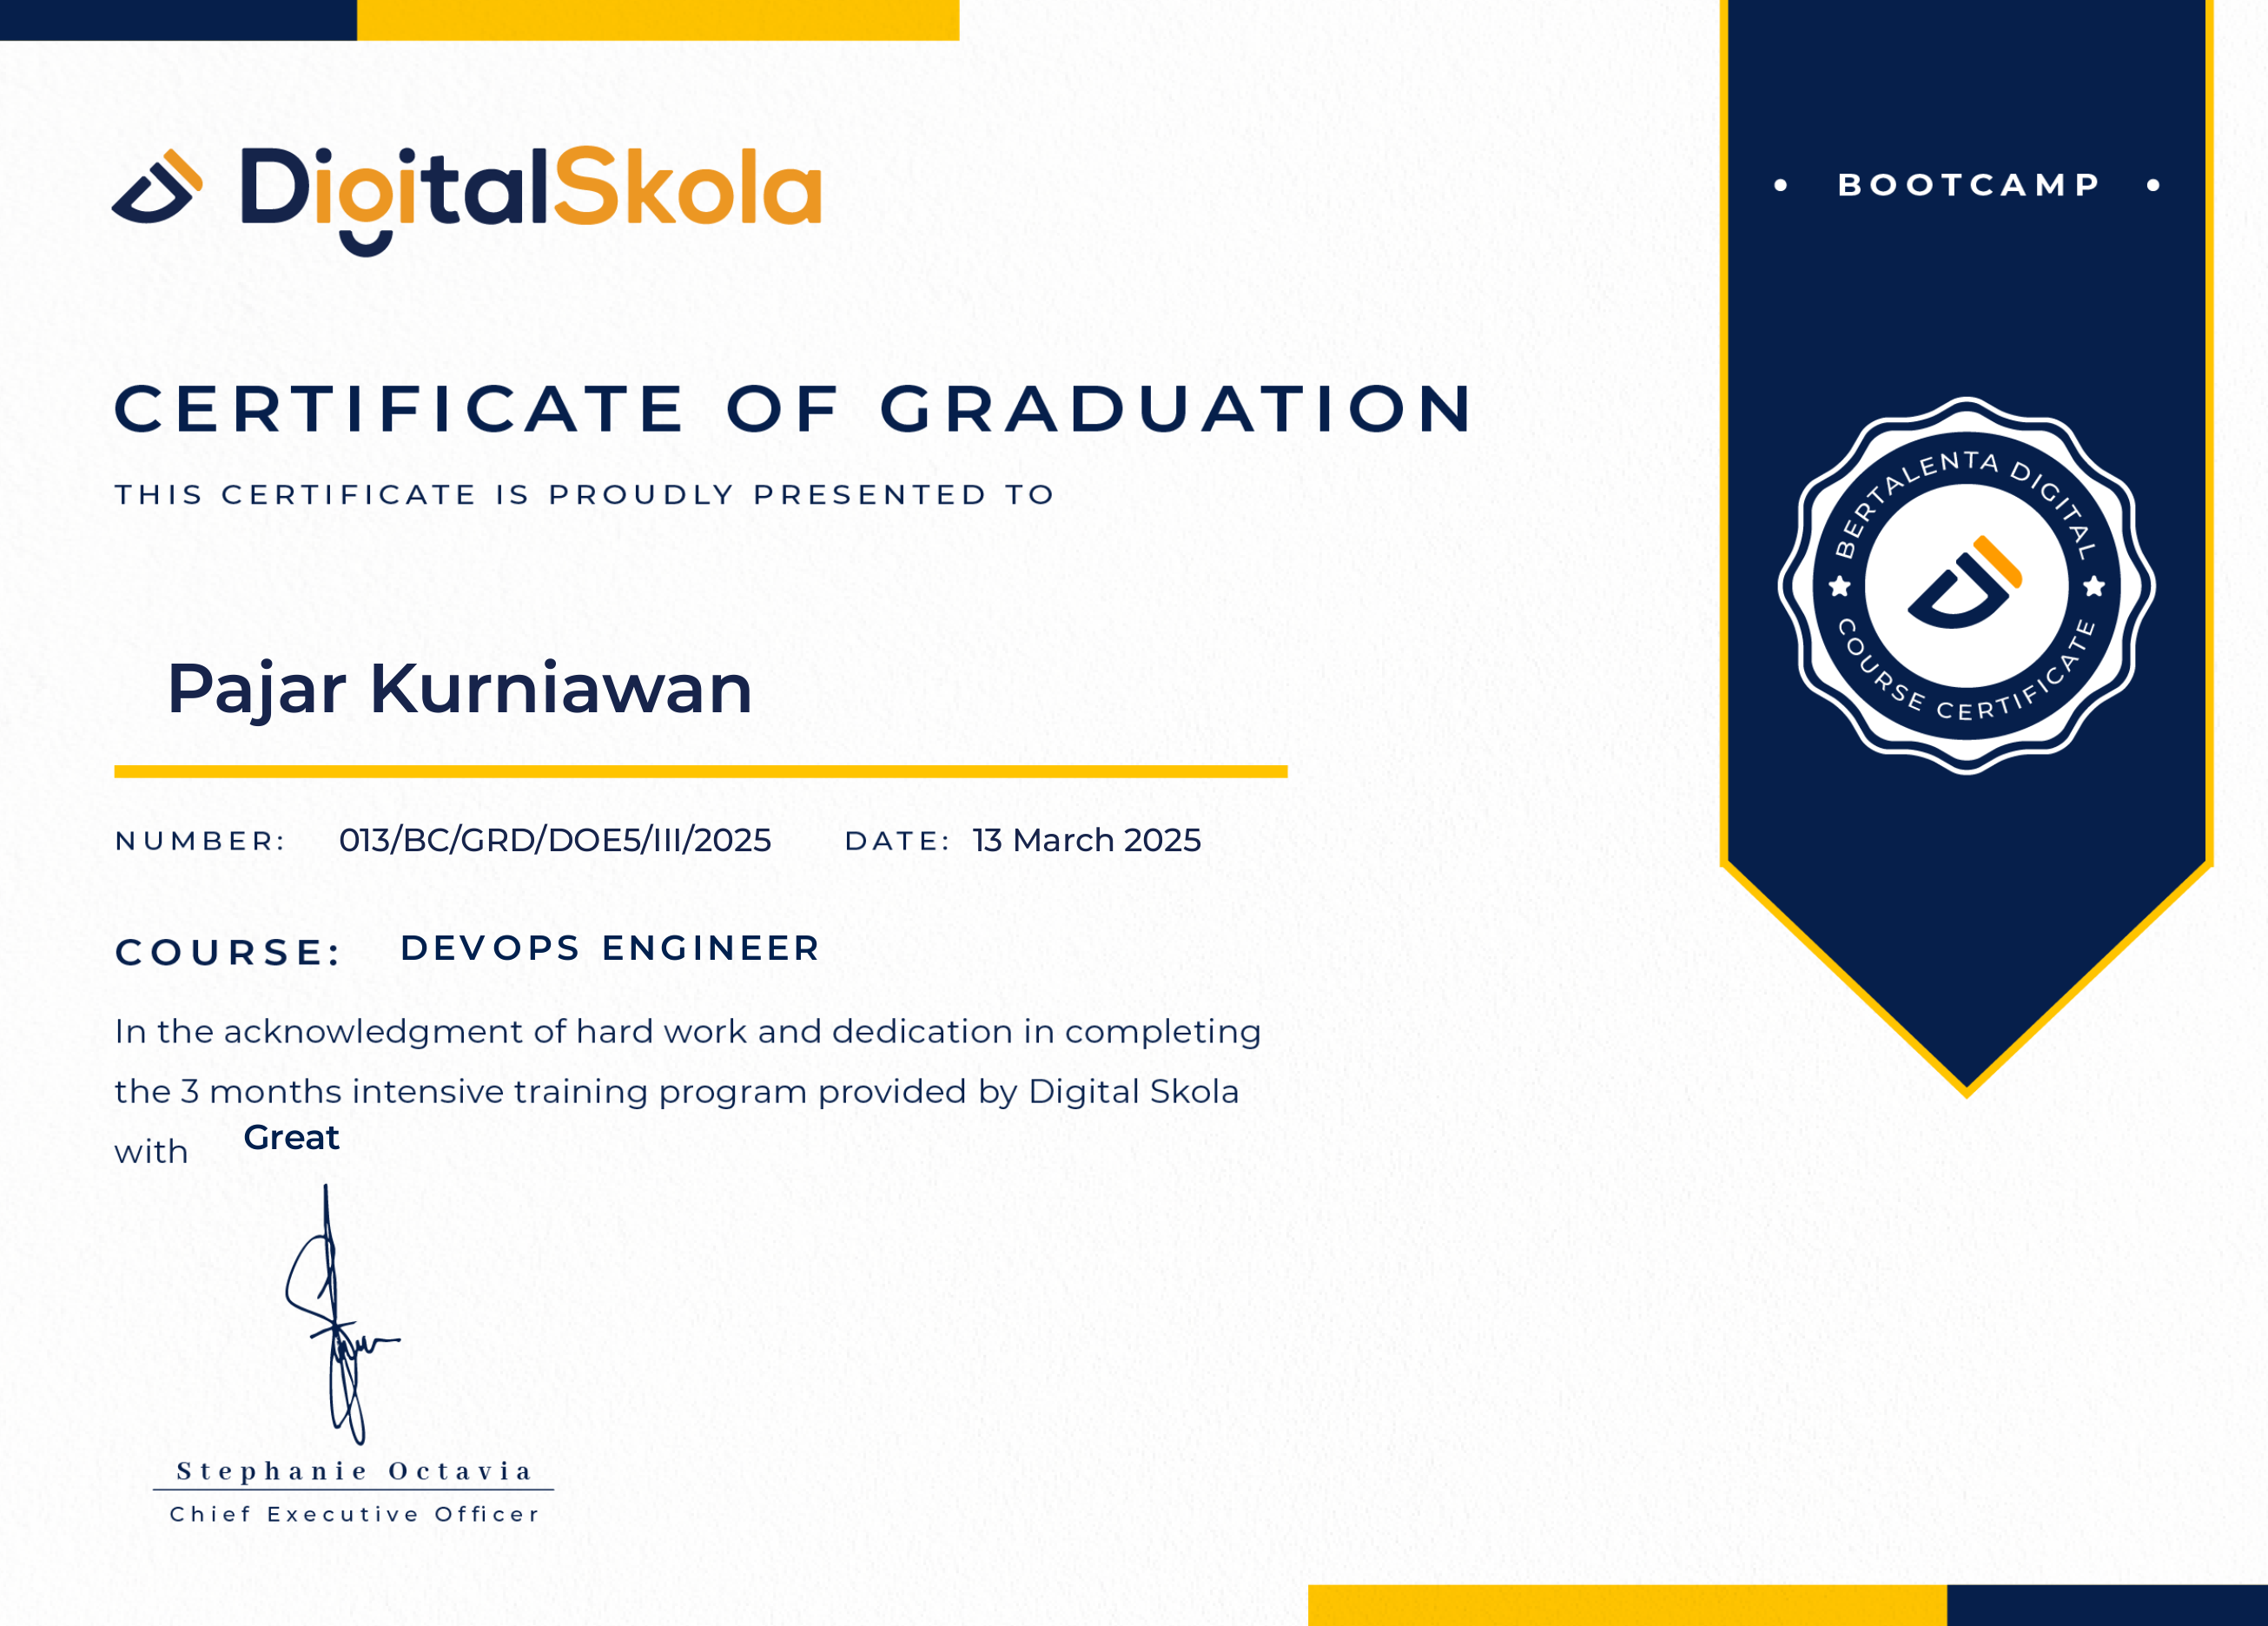 DigitalSkola
BOOTCAMP
CERTIFICATE OF GRADUATION
THIS CERTIFICATE IS PROUDLY PRESENTED TO
BERTALENTA DIGITAL
COURSE CERTIFICATE
Pajar Kurniawan
NUMBER: 013/BC/GRD/DOE5/III/2025 DATE: 13 March 2025
COURSE: DEVOPS ENGINEER
In the acknowledgment of hard work and dedication in completing
the 3 months intensive training program provided by Digital Skola
with Great
Stephanie Octavia
Chief Executive Officer